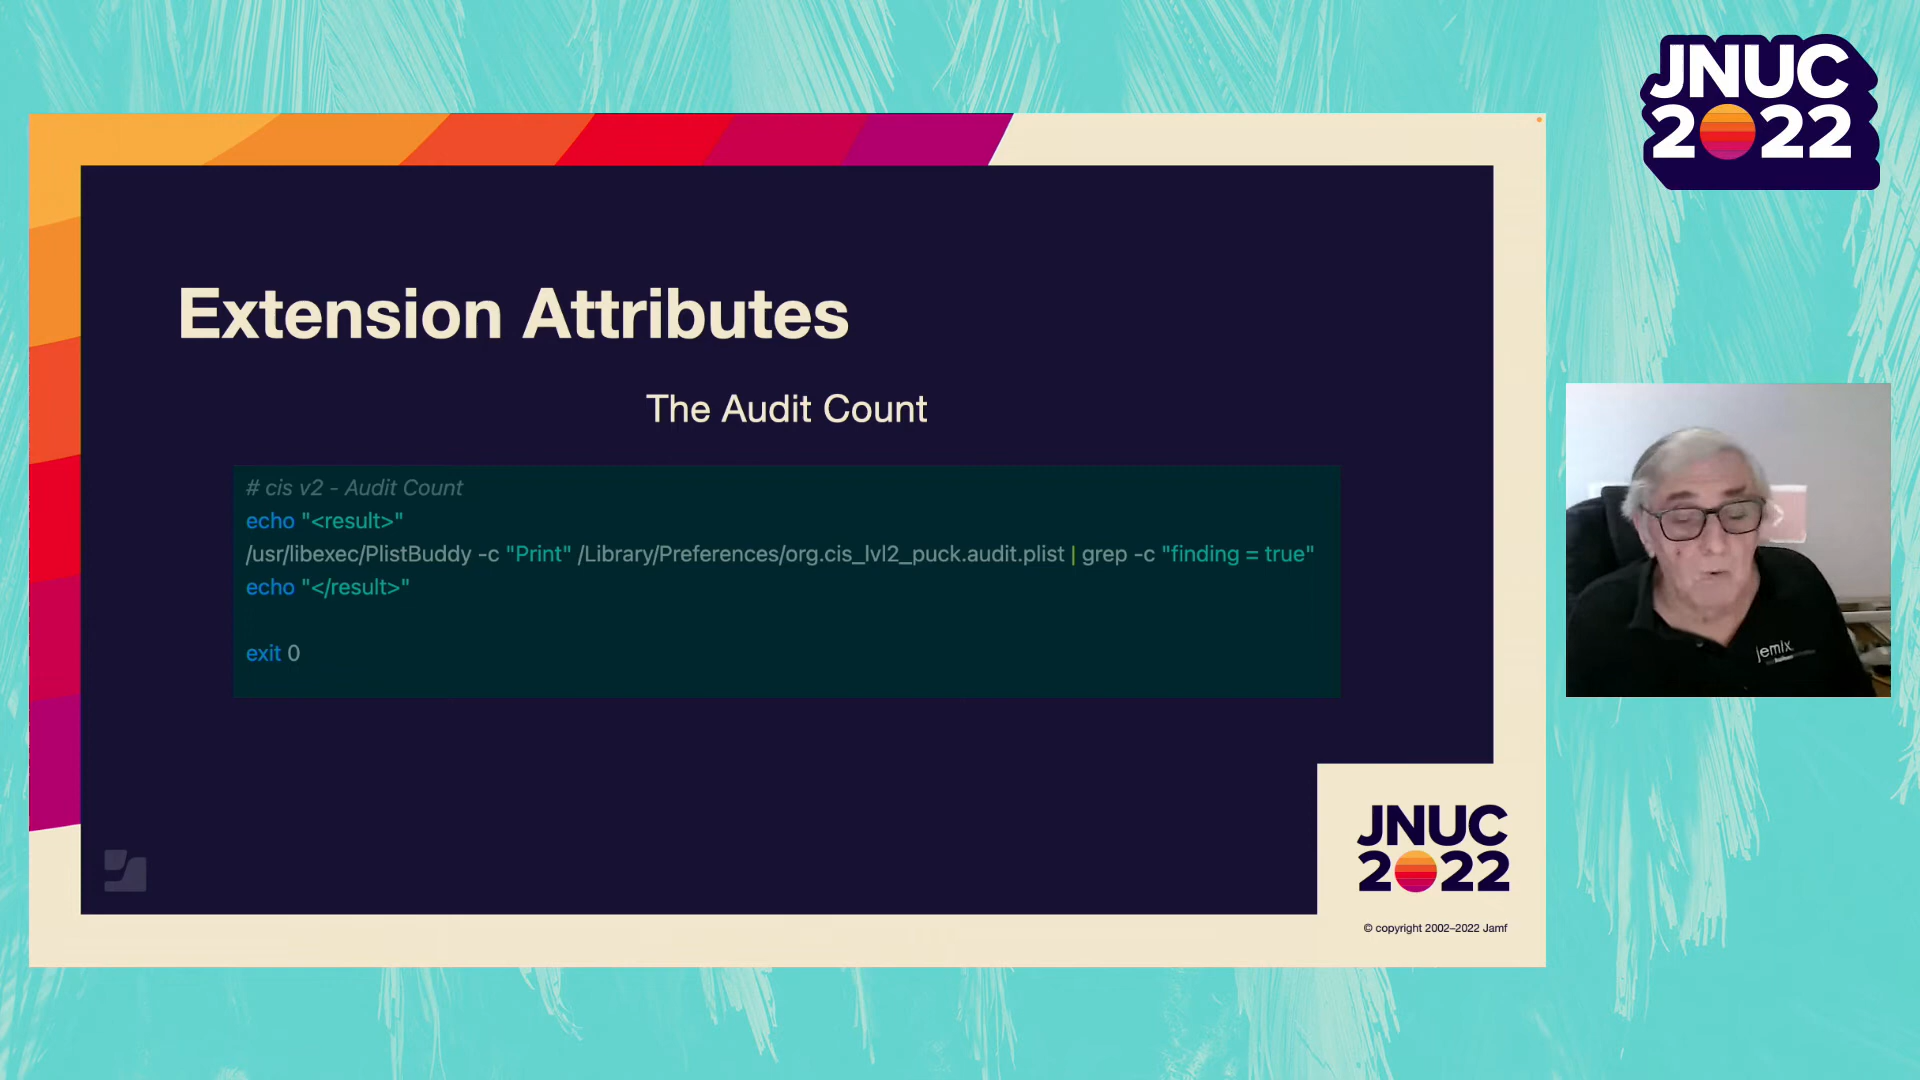 JNUC
2022
Extension Attributes
The Audit Count
# cis v2 - Audit Count
echo "<result>"
/usr/libexec/PlistBuddy -c "Print" /Library/Preferences/org.cis_lvl2_puck.audit.plist | grep -c "finding = true"
echo "</result>"
exit 0
jemix
JNUC
2022
© copyright 2002–2022 Jamf